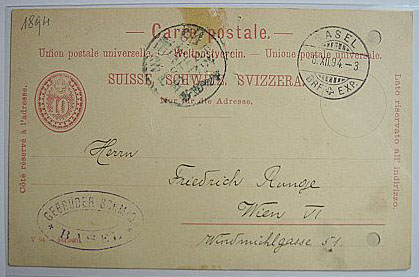 1894
Carte postale.
Union postale universelle. Weltpostverein. Unione postale universale.
SUISSE. SCHWEIZ. SVIZZERA.
Nur für die Adresse.
Côté réservé à l'adresse.
Lato riservato all'indirizzo.
10
BASEL
6.XII.94.-3
BRF. EXP.
Herrn
Friedrich Runge
Wien VI
Windmühlgasse 51.
GEBRÜDER
BASEL